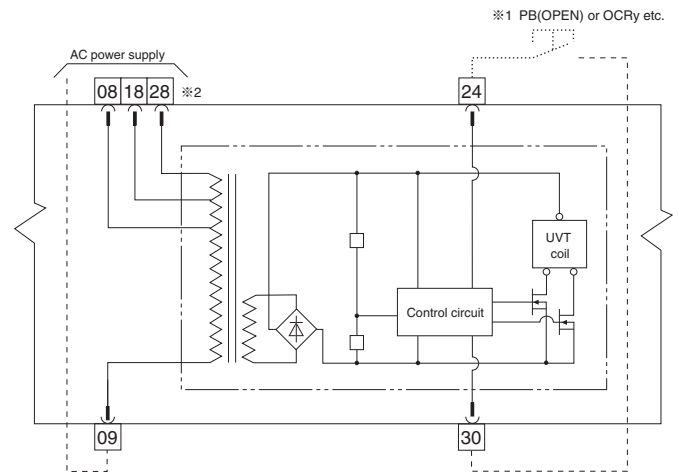 ※1 PB(OPEN) or OCRy etc.
AC power supply
08 18 28 ※2
24
UVT
coil
Control circuit
09
30